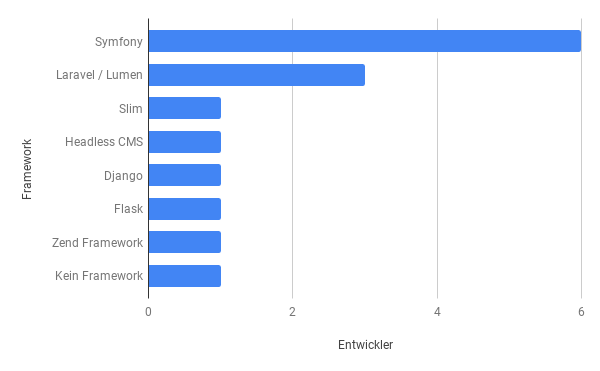 Framework
Symfony
Laravel / Lumen
Slim
Headless CMS
Django
Flask
Zend Framework
Kein Framework
0 2 4 6
Entwickler